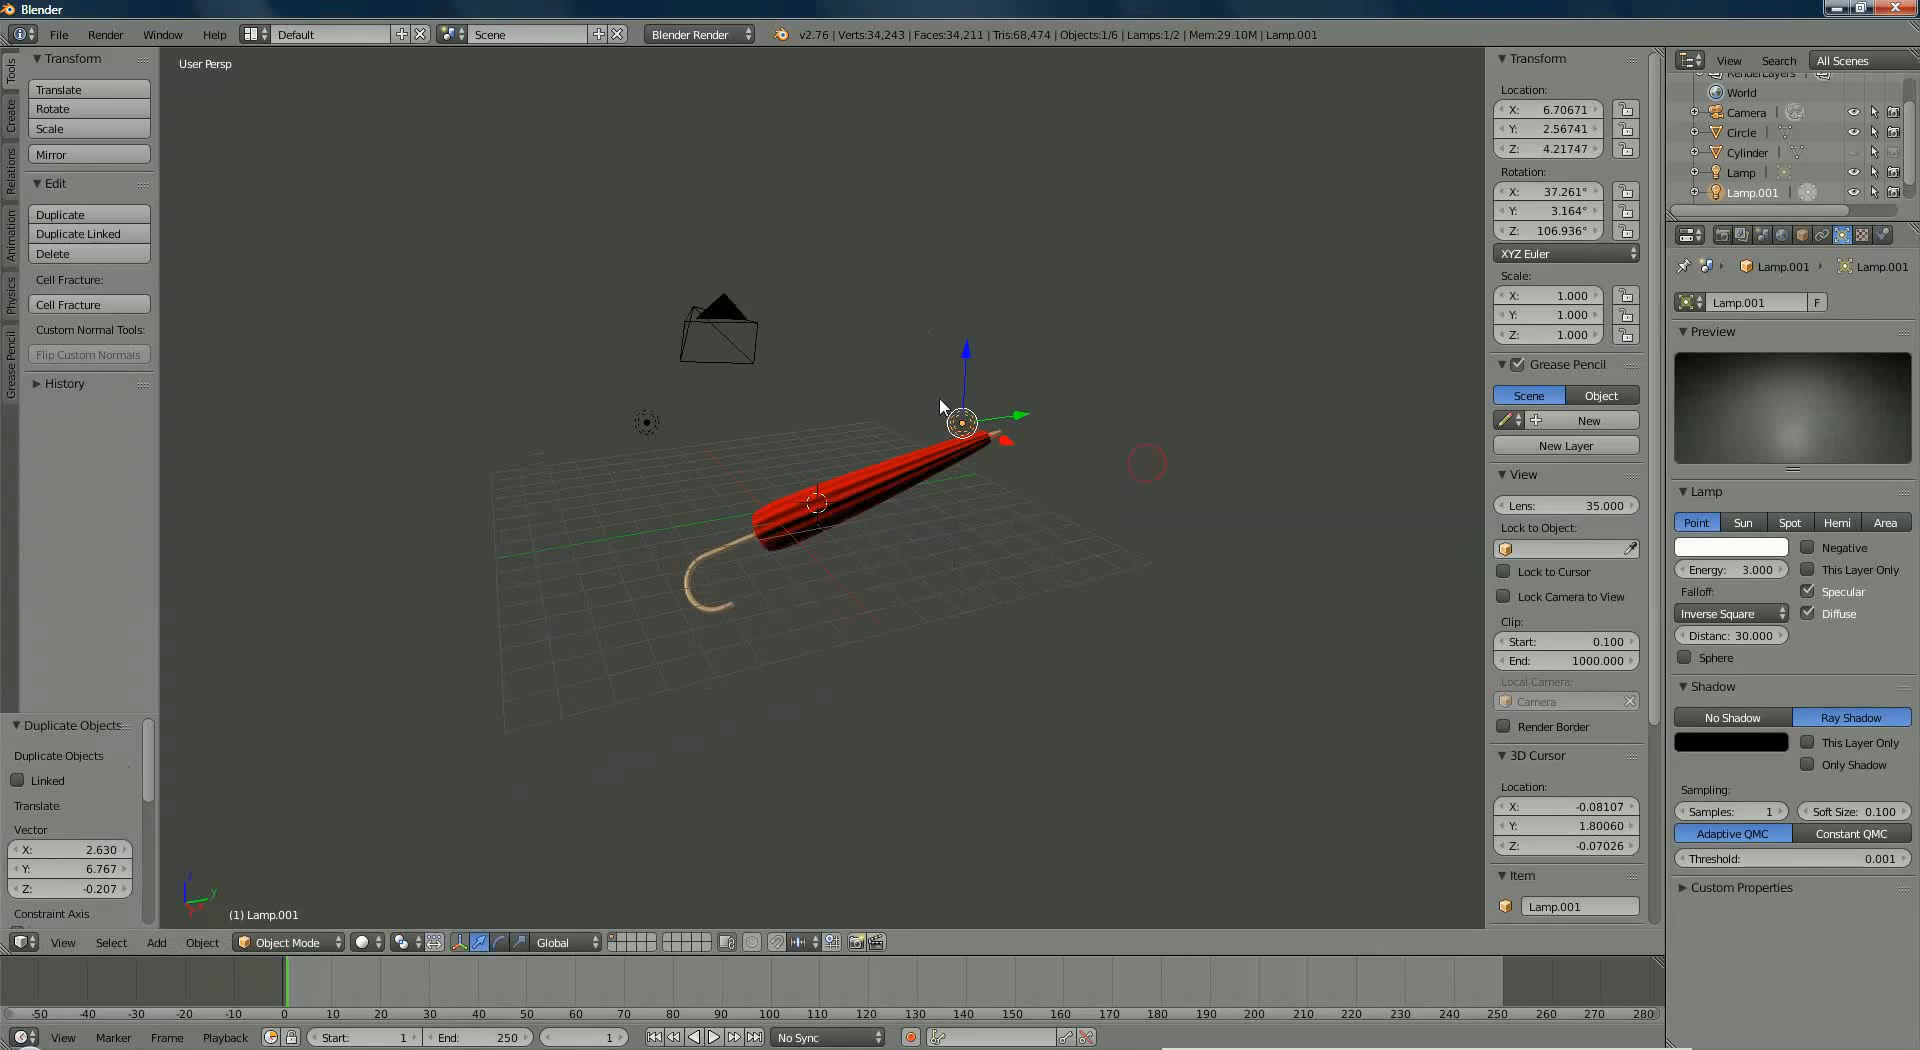 Blender
File Render Window Help Default Scene Blender Render v2.76 | Verts:34,243 | Faces:34,211 | Tris:68,474 | Objects:1/6 | Lamps:1/2 | Mem:29.10M | Lamp.001
Tools
Create
Relations
Animation
Physics
Grease Pencil
Transform
Translate
Rotate
Scale
Mirror
Edit
Duplicate
Duplicate Linked
Delete
Cell Fracture:
Cell Fracture
Custom Normal Tools:
Flip Custom Normals
History
Duplicate Objects
Duplicate Objects
Linked
Translate
Vector
X: 2.630
Y: 6.767
Z: -0.207
Constraint Axis
User Persp
z
y
(1) Lamp.001
Transform
Location:
X: 6.70671
Y: 2.56741
Z: 4.21747
Rotation:
X: 37.261°
Y: 3.164°
Z: 106.936°
XYZ Euler
Scale:
X: 1.000
Y: 1.000
Z: 1.000
Grease Pencil
Scene Object
New
New Layer
View
Lens: 35.000
Lock to Object:
Lock to Cursor
Lock Camera to View
Clip:
Start: 0.100
End: 1000.000
Local Camera:
Camera
Render Border
3D Cursor
Location:
X: -0.08107
Y: 1.80060
Z: -0.07026
Item
Lamp.001
View Search All Scenes
RenderLayers
World
Camera
Circle
Cylinder
Lamp
Lamp.001
Lamp.001 Lamp.001
Lamp.001 F
Preview
Lamp
Point Sun Spot Hemi Area
Negative
Energy: 3.000 This Layer Only
Falloff: Specular
Inverse Square Diffuse
Distanc: 30.000
Sphere
Shadow
No Shadow Ray Shadow
This Layer Only
Only Shadow
Sampling:
Samples: 1 Soft Size: 0.100
Adaptive QMC Constant QMC
Threshold: 0.001
Custom Properties
View Select Add Object Object Mode Global
-50 -40 -30 -20 -10 0 10 20 30 40 50 60 70 80 90 100 110 120 130 140 150 160 170 180 190 200 210 220 230 240 250 260 270 280
View Marker Frame Playback Start: 1 End: 250 1 No Sync